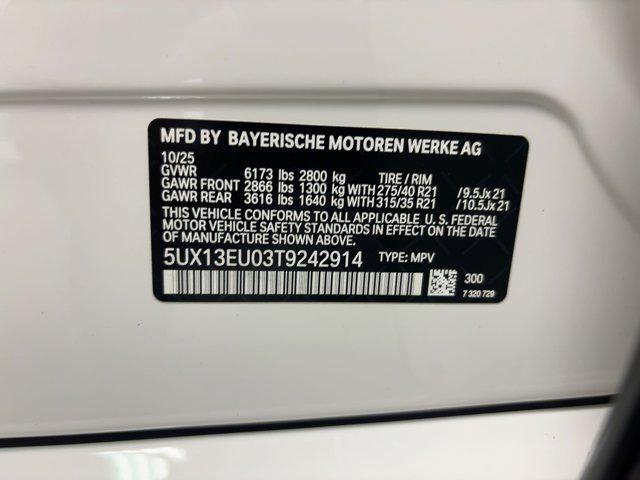 MFD BY BAYERISCHE MOTOREN WERKE AG
10/25
GVWR 6173 lbs 2800 kg TIRE / RIM
GAWR FRONT 2866 lbs 1300 kg WITH 275/40 R21 /9.5Jx21
GAWR REAR 3616 lbs 1640 kg WITH 315/35 R21 /10.5Jx21
THIS VEHICLE CONFORMS TO ALL APPLICABLE U. S. FEDERAL
MOTOR VEHICLE SAFETY STANDARDS IN EFFECT ON THE DATE
OF MANUFACTURE SHOWN ABOVE.
5UX13EU03T9242914 TYPE: MPV
300
7 320 729